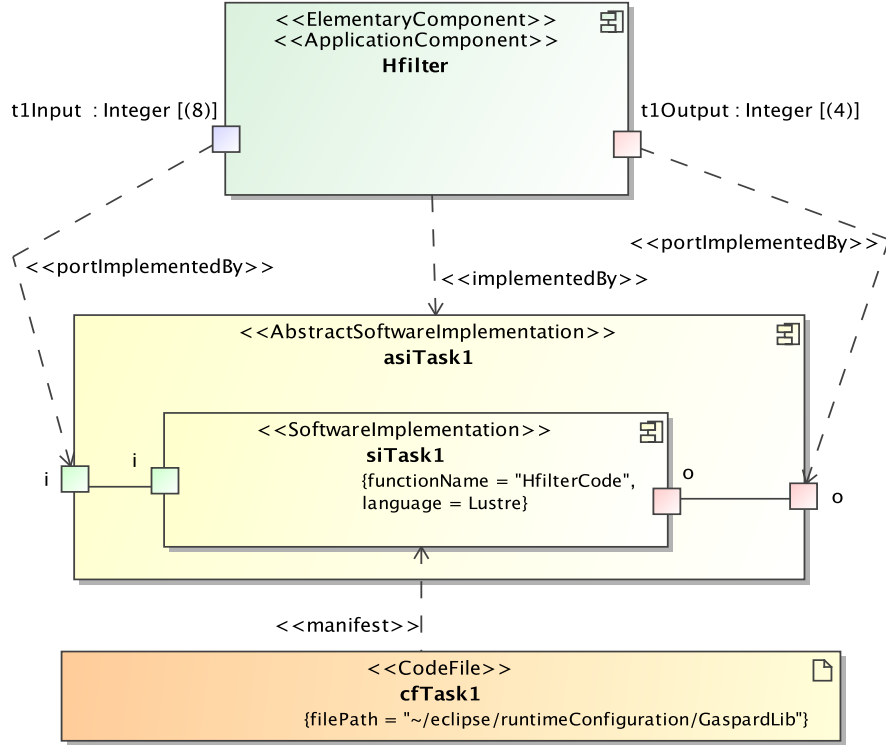 <<ElementaryComponent>>
<<ApplicationComponent>>
Hfilter
t1Input : Integer [(8)]
t1Output : Integer [(4)]
<<portImplementedBy>>
<<portImplementedBy>>
<<implementedBy>>
<<AbstractSoftwareImplementation>>
asiTask1
<<SoftwareImplementation>>
siTask1
{functionName = "HfilterCode",
language = Lustre}
i
i
o
o
<<manifest>>
<<CodeFile>>
cfTask1
{filePath = "~/eclipse/runtimeConfiguration/GaspardLib"}